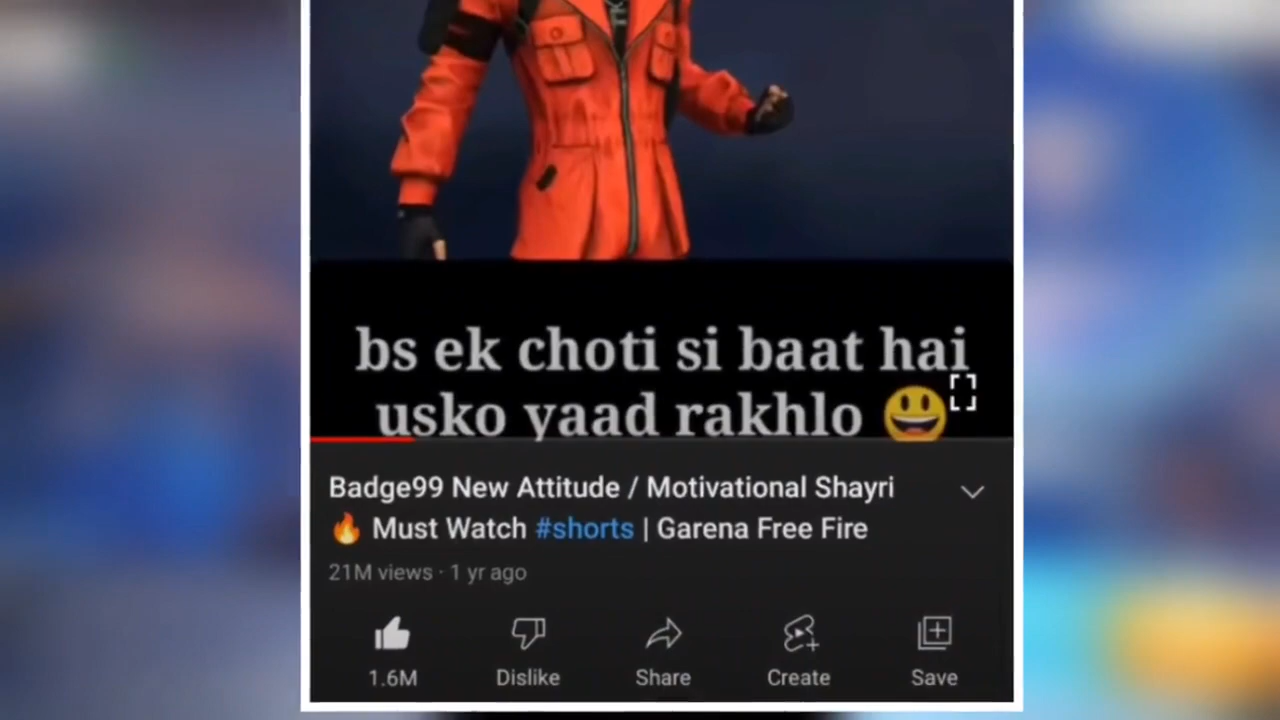 bs ek choti si baat hai
usko yaad rakhlo 😃
Badge99 New Attitude / Motivational Shayri
🔥 Must Watch #shorts | Garena Free Fire
21M views · 1 yr ago
1.6M Dislike Share Create Save